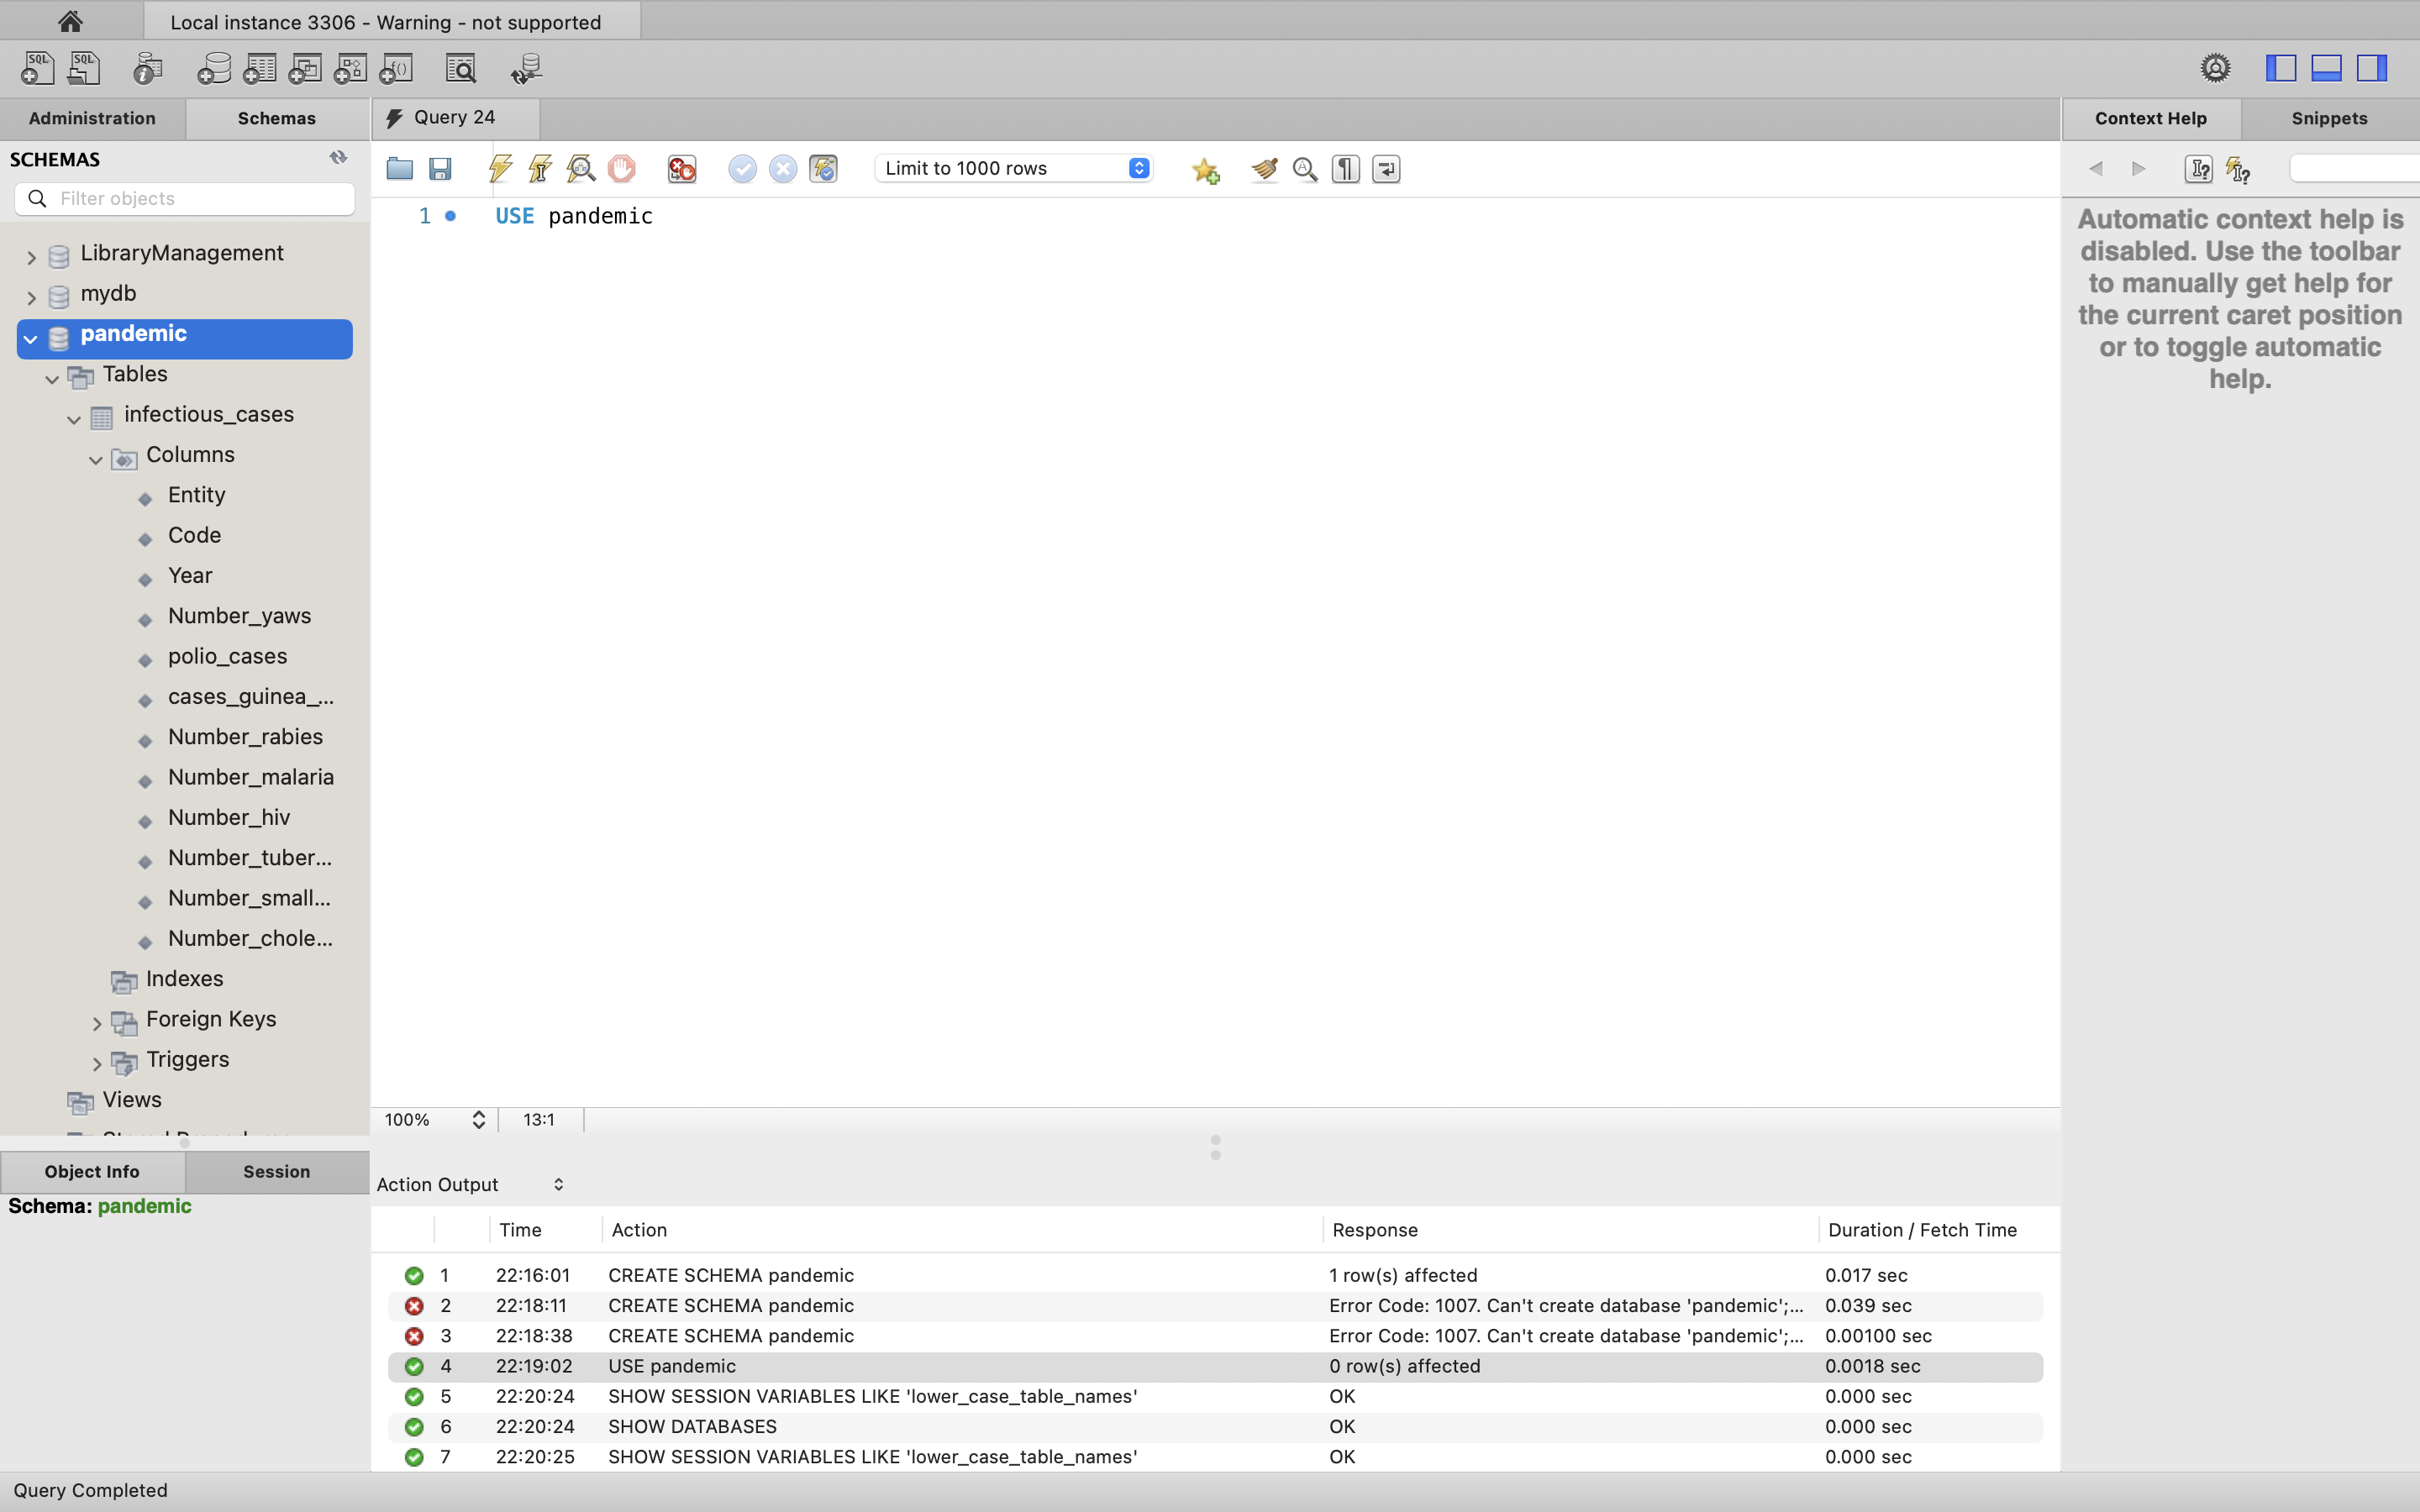 Local instance 3306 - Warning - not supported
Administration
Schemas
SCHEMAS
Filter objects
LibraryManagement
mydb
pandemic
Tables
infectious_cases
Columns
Entity
Code
Year
Number_yaws
polio_cases
cases_guinea_...
Number_rabies
Number_malaria
Number_hiv
Number_tuber...
Number_small...
Number_chole...
Indexes
Foreign Keys
Triggers
Views
Object Info
Session
Schema: pandemic
Query 24
Limit to 1000 rows
1 USE pandemic
100% 13:1
Action Output
Time Action Response Duration / Fetch Time
1 22:16:01 CREATE SCHEMA pandemic 1 row(s) affected 0.017 sec
2 22:18:11 CREATE SCHEMA pandemic Error Code: 1007. Can't create database 'pandemic';... 0.039 sec
3 22:18:38 CREATE SCHEMA pandemic Error Code: 1007. Can't create database 'pandemic';... 0.00100 sec
4 22:19:02 USE pandemic 0 row(s) affected 0.0018 sec
5 22:20:24 SHOW SESSION VARIABLES LIKE 'lower_case_table_names' OK 0.000 sec
6 22:20:24 SHOW DATABASES OK 0.000 sec
7 22:20:25 SHOW SESSION VARIABLES LIKE 'lower_case_table_names' OK 0.000 sec
Context Help
Snippets
Automatic context help is
disabled. Use the toolbar
to manually get help for
the current caret position
or to toggle automatic
help.
Query Completed